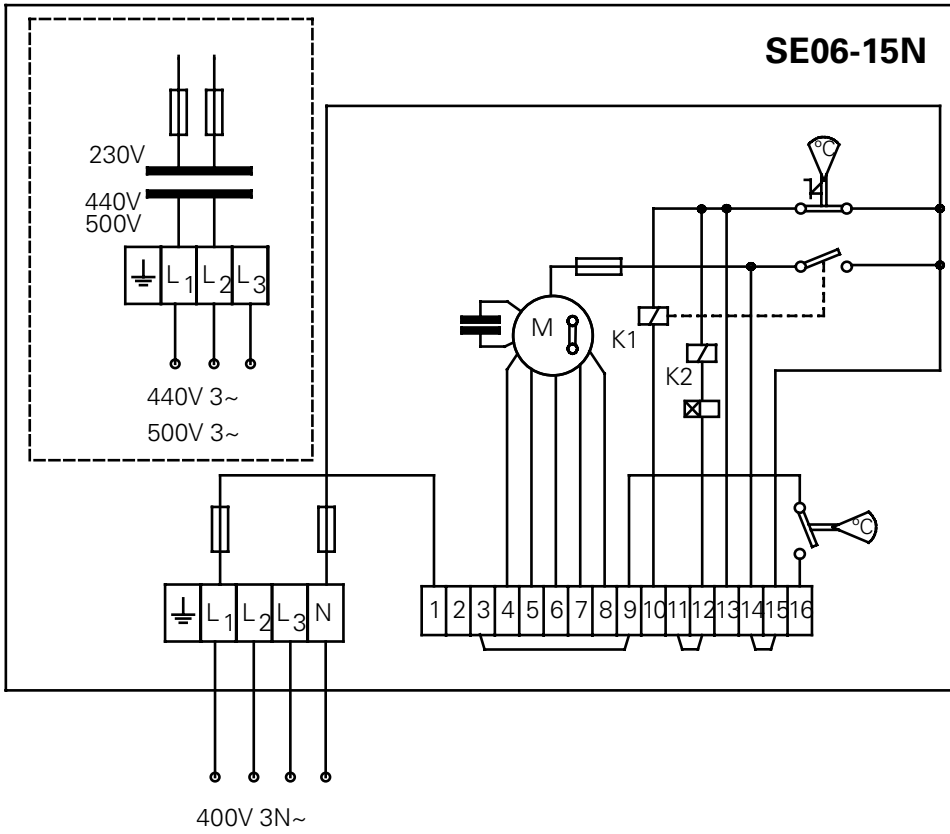 SE06-15N
230V
440V
500V
L1 L2 L3
440V 3~
500V 3~
°C
M
K1
K2
°C
L1 L2 L3 N
1 2 3 4 5 6 7 8 9 10 11 12 13 14 15 16
400V 3N~